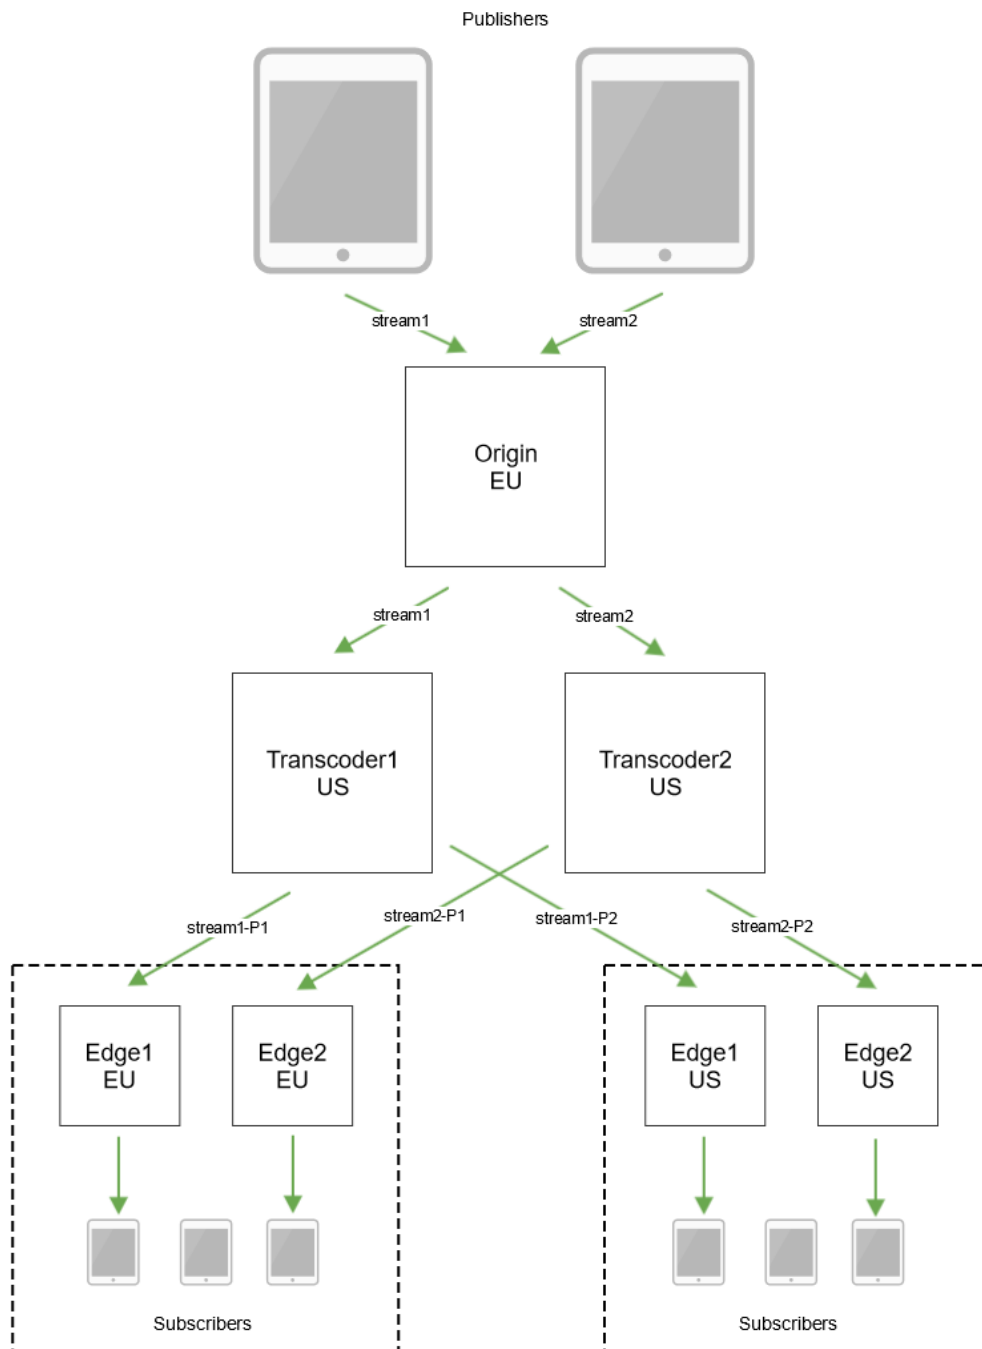 Publishers
stream1
stream2
Origin
EU
stream1
stream2
Transcoder1
US
Transcoder2
US
stream1-P1
stream2-P1
stream1-P2
stream2-P2
Edge1
EU
Edge2
EU
Edge1
US
Edge2
US
Subscribers
Subscribers